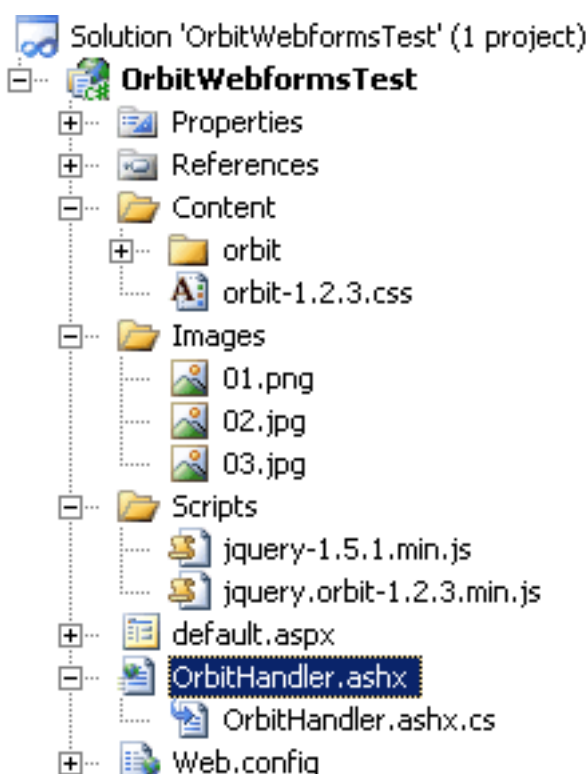 Solution 'OrbitWebformsTest' (1 project)
OrbitWebformsTest
Properties
References
Content
orbit
orbit-1.2.3.css
Images
01.png
02.jpg
03.jpg
Scripts
jquery-1.5.1.min.js
jquery.orbit-1.2.3.min.js
default.aspx
OrbitHandler.ashx
OrbitHandler.ashx.cs
Web.config